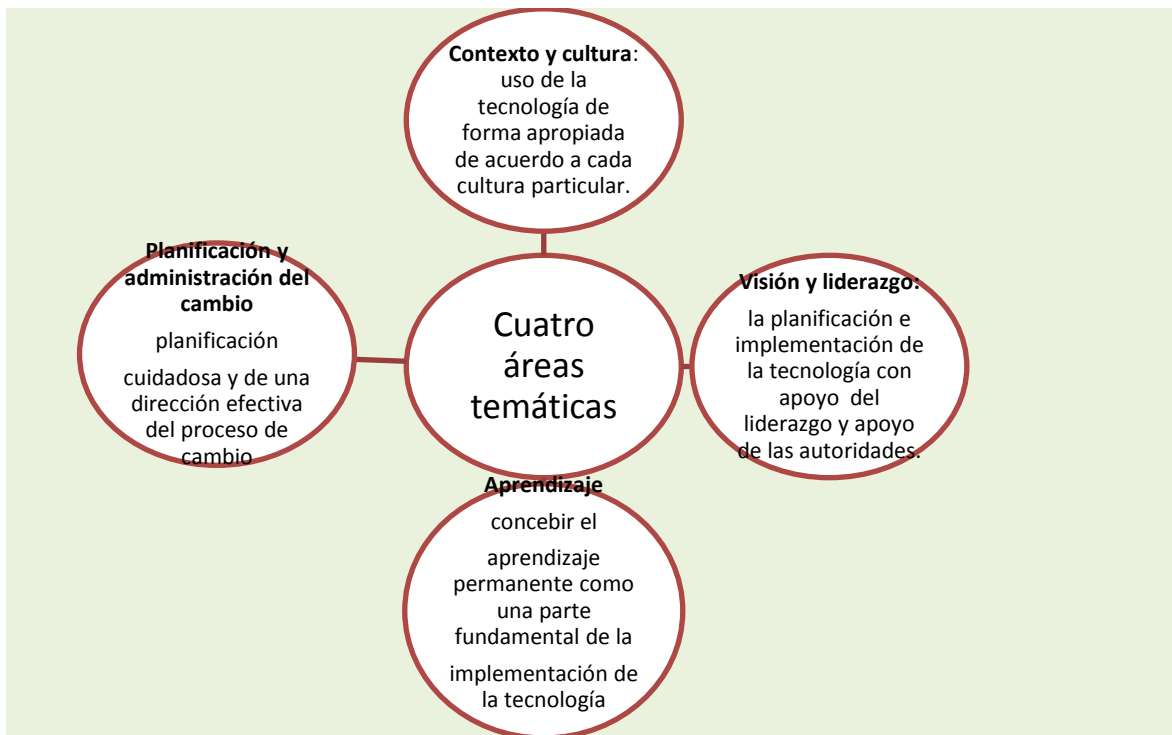 Contexto y cultura:
uso de la
tecnología de
forma apropiada
de acuerdo a cada
cultura particular.
Planificación y
administración del
cambio
planificación
cuidadosa y de una
dirección efectiva
del proceso de
cambio
Cuatro
áreas
temáticas
Visión y liderazgo:
la planificación e
implementación de
la tecnología con
apoyo del
liderazgo y apoyo
de las autoridades.
Aprendizaje
concebir el
aprendizaje
permanente como
una parte
fundamental de la
implementación de
la tecnología